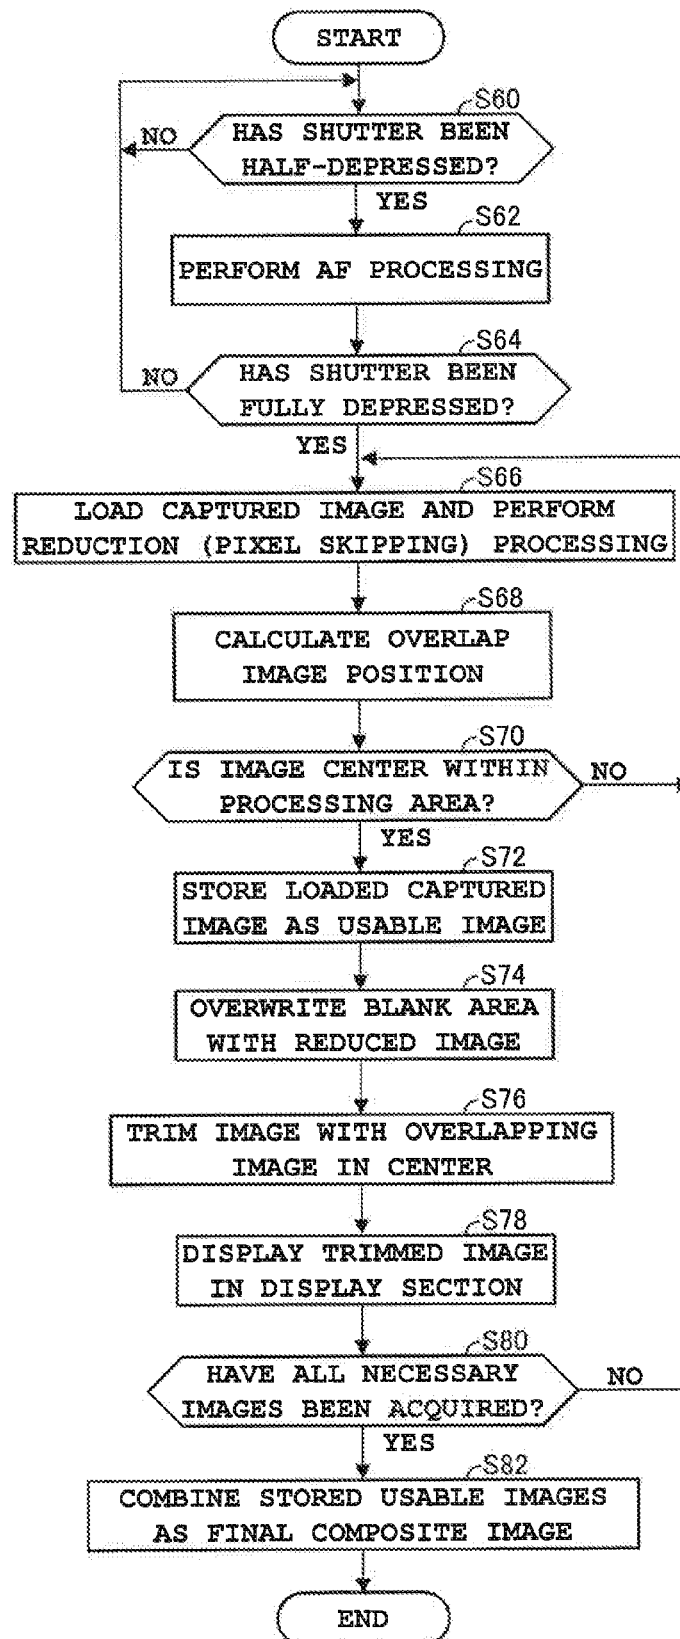 START
S60
HAS SHUTTER BEEN
HALF-DEPRESSED?
NO
YES
S62
PERFORM AF PROCESSING
S64
HAS SHUTTER BEEN
FULLY DEPRESSED?
NO
YES
S66
LOAD CAPTURED IMAGE AND PERFORM
REDUCTION (PIXEL SKIPPING) PROCESSING
S68
CALCULATE OVERLAP
IMAGE POSITION
S70
IS IMAGE CENTER WITHIN
PROCESSING AREA?
NO
YES
S72
STORE LOADED CAPTURED
IMAGE AS USABLE IMAGE
S74
OVERWRITE BLANK AREA
WITH REDUCED IMAGE
S76
TRIM IMAGE WITH OVERLAPPING
IMAGE IN CENTER
S78
DISPLAY TRIMMED IMAGE
IN DISPLAY SECTION
S80
HAVE ALL NECESSARY
IMAGES BEEN ACQUIRED?
NO
YES
S82
COMBINE STORED USABLE IMAGES
AS FINAL COMPOSITE IMAGE
END